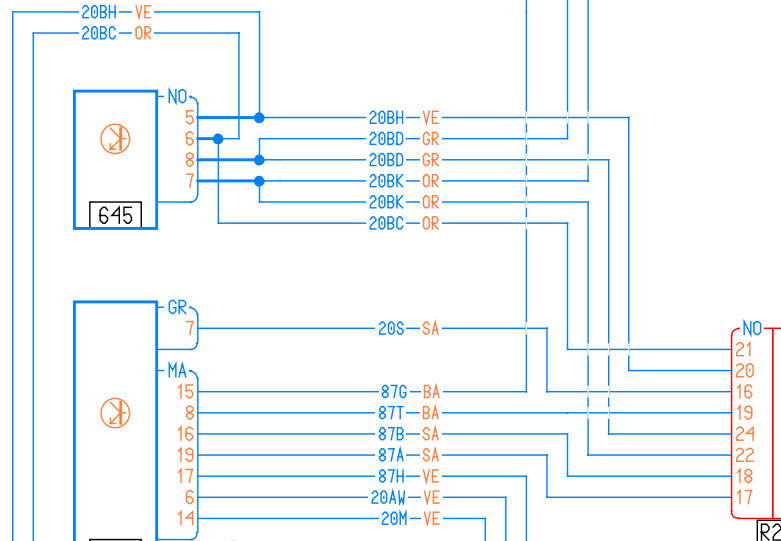 20BH VE
20BC OR
NO
5 20BH VE
6 20BD GR
8 20BD GR
7 20BK OR
20BK OR
645
20BC OR
GR
7 20S SA NO
21
MA 20
15 87G BA 16
8 87T BA 19
16 87B SA 24
19 87A SA 22
17 87H VE 18
6 20AW VE 17
14 20M VE
R2